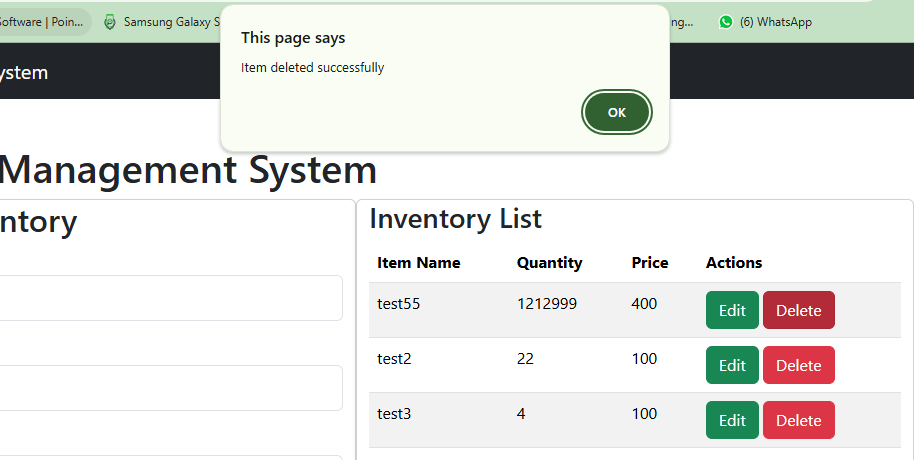 Software | Poin...
Samsung Galaxy S
ng...
(6) WhatsApp
This page says
Item deleted successfully
OK
ystem
Management System
ntory
Inventory List
Item Name Quantity Price Actions
test55 1212999 400 Edit Delete
test2 22 100 Edit Delete
test3 4 100 Edit Delete